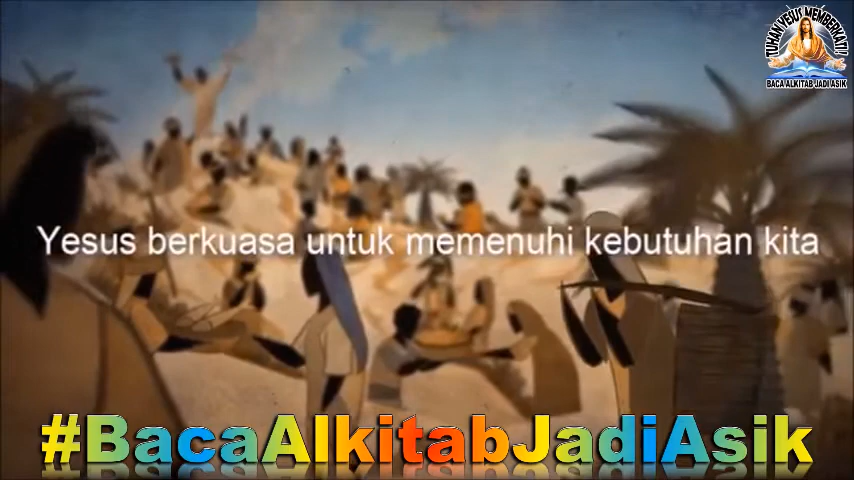 TUHAN YESUS MEMBERKATI!
BACA ALKITAB JADI ASIK
Yesus berkuasa untuk memenuhi kebutuhan kita
#BacaAlkitabJadiAsik